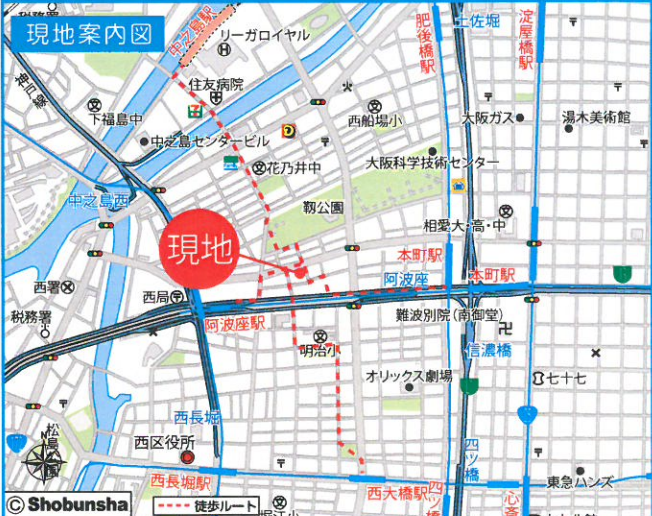 現地案内図
中之島駅
リーガロイヤル
肥後橋駅
土佐堀
淀屋橋駅
神戸線
住友病院
下福島中
西船場小
大阪ガス
湯木美術館
中之島センタービル
花乃井中
大阪科学技術センター
中之島西
靱公園
相愛大・高・中
現地
本町駅
阿波座
本町駅
西署
西局
税務署
阿波座駅
難波別院(南御堂)
明治小
信濃橋
オリックス劇場
七十七
西長堀
四ツ橋
西区役所
西長堀駅
西大橋駅
東急ハンズ
© Shobunsha
徒歩ルート